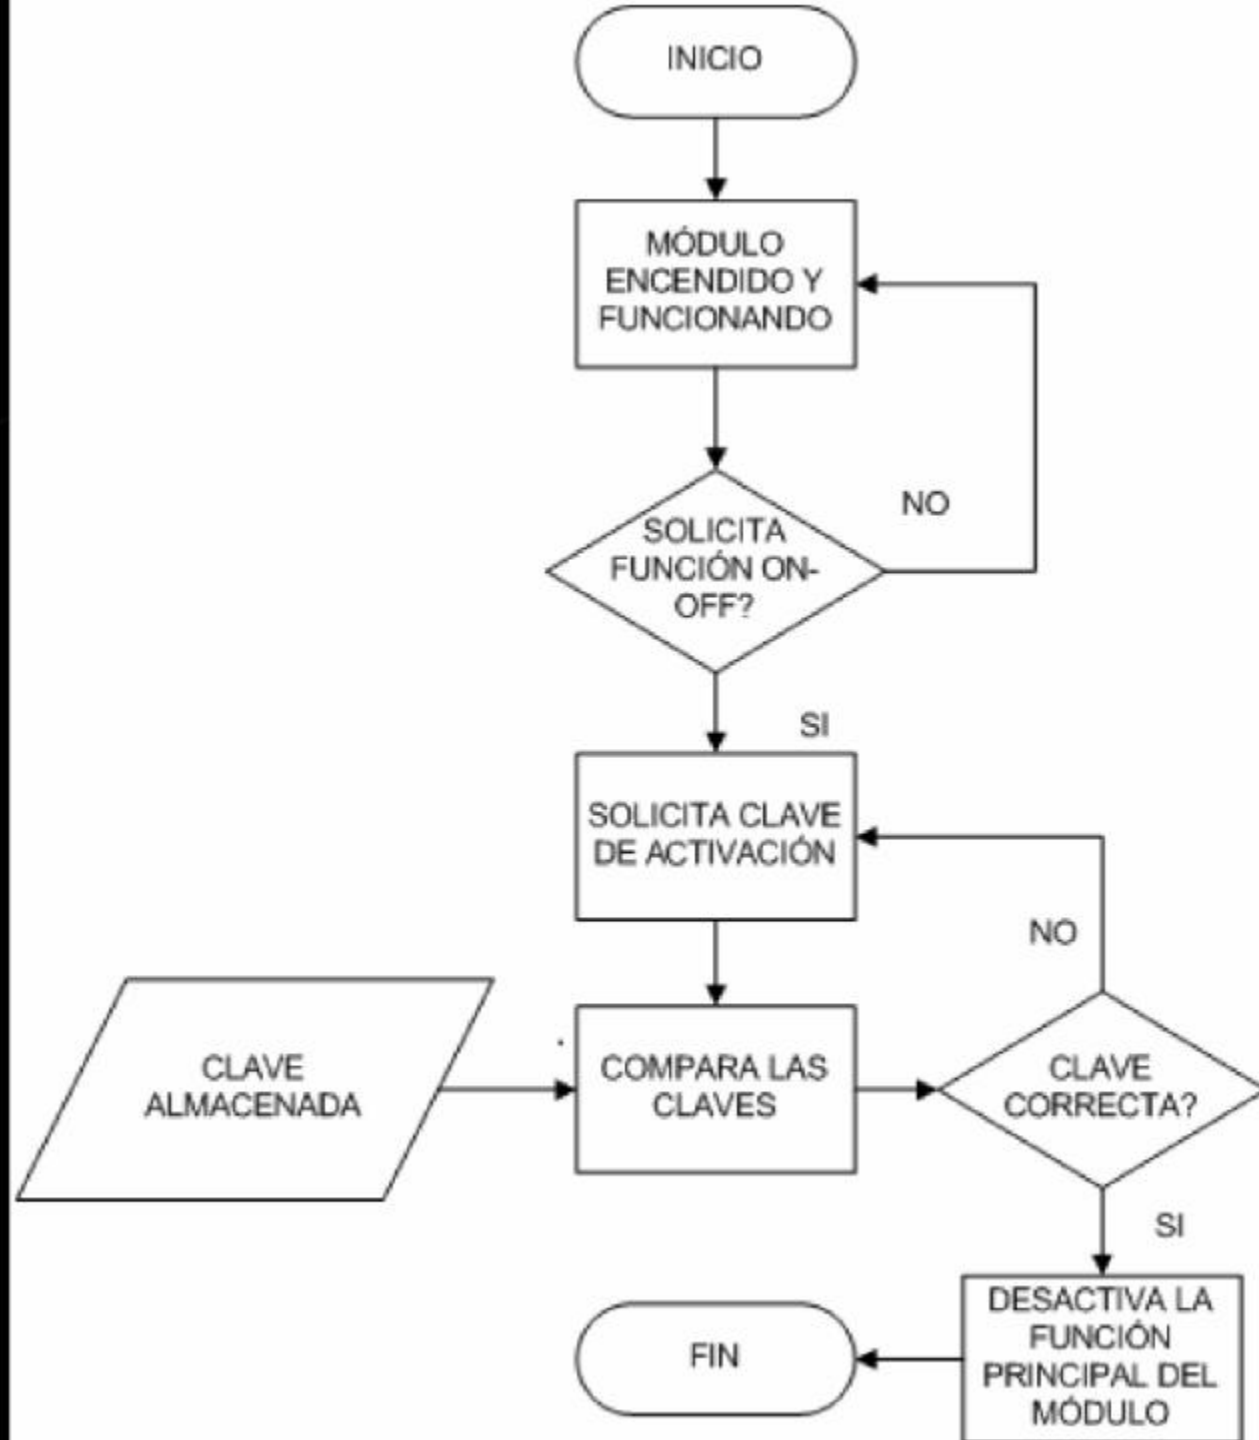 INICIO
MÓDULO
ENCENDIDO Y
FUNCIONANDO
NO
SOLICITA
FUNCIÓN ON-
OFF?
SI
SOLICITA CLAVE
DE ACTIVACIÓN
NO
CLAVE
ALMACENADA
COMPARA LAS
CLAVES
CLAVE
CORRECTA?
SI
DESACTIVA LA
FUNCIÓN
PRINCIPAL DEL
MÓDULO
FIN